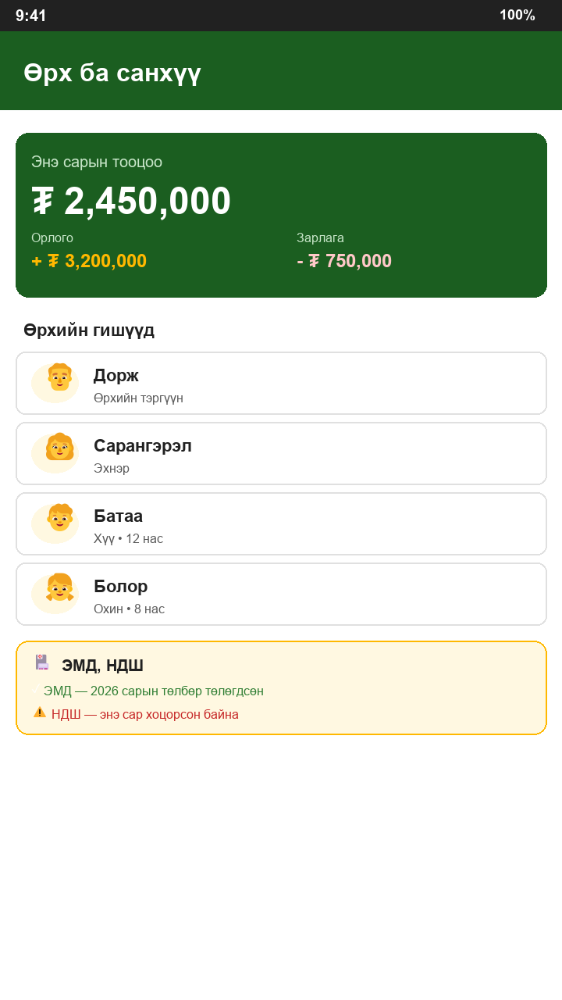 9:41 100%
Өрх ба санхүү
Энэ сарын тооцоо
₮ 2,450,000
Орлого Зарлага
+ ₮ 3,200,000 - ₮ 750,000
Өрхийн гишүүд
Дорж
Өрхийн тэргүүн
Сарангэрэл
Эхнэр
Батаа
Хүү • 12 нас
Болор
Охин • 8 нас
ЭМД, НДШ
✓ ЭМД — 2026 сарын төлбөр төлөгдсөн
⚠ НДШ — энэ сар хоцорсон байна